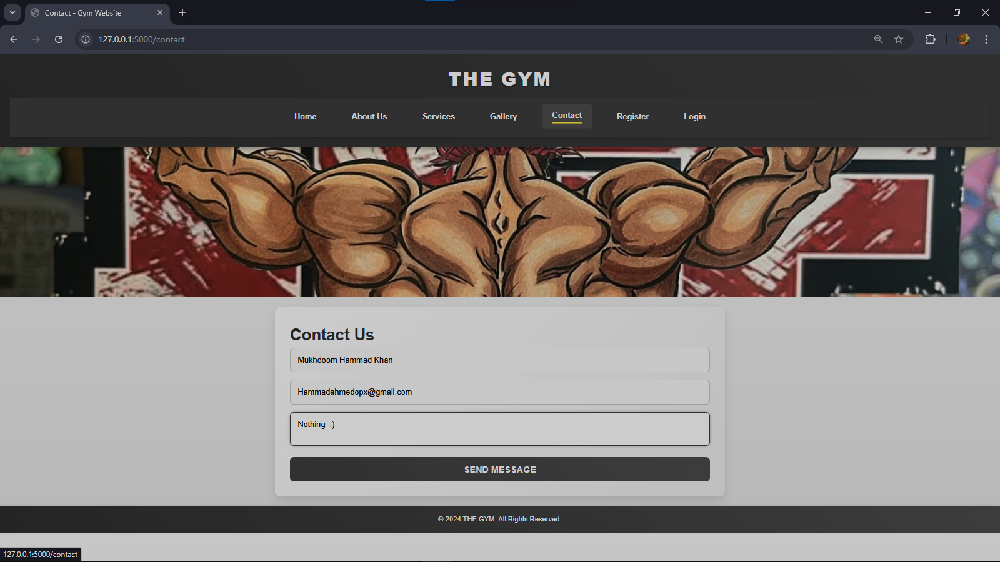 Contact - Gym Website
127.0.0.1:5000/contact
THE GYM
Home About Us Services Gallery Contact Register Login
Contact Us
Mukhdoom Hammad Khan
Hammadahmedopx@gmail.com
Nothing  :)
SEND MESSAGE
© 2024 THE GYM. All Rights Reserved.
127.0.0.1:5000/contact